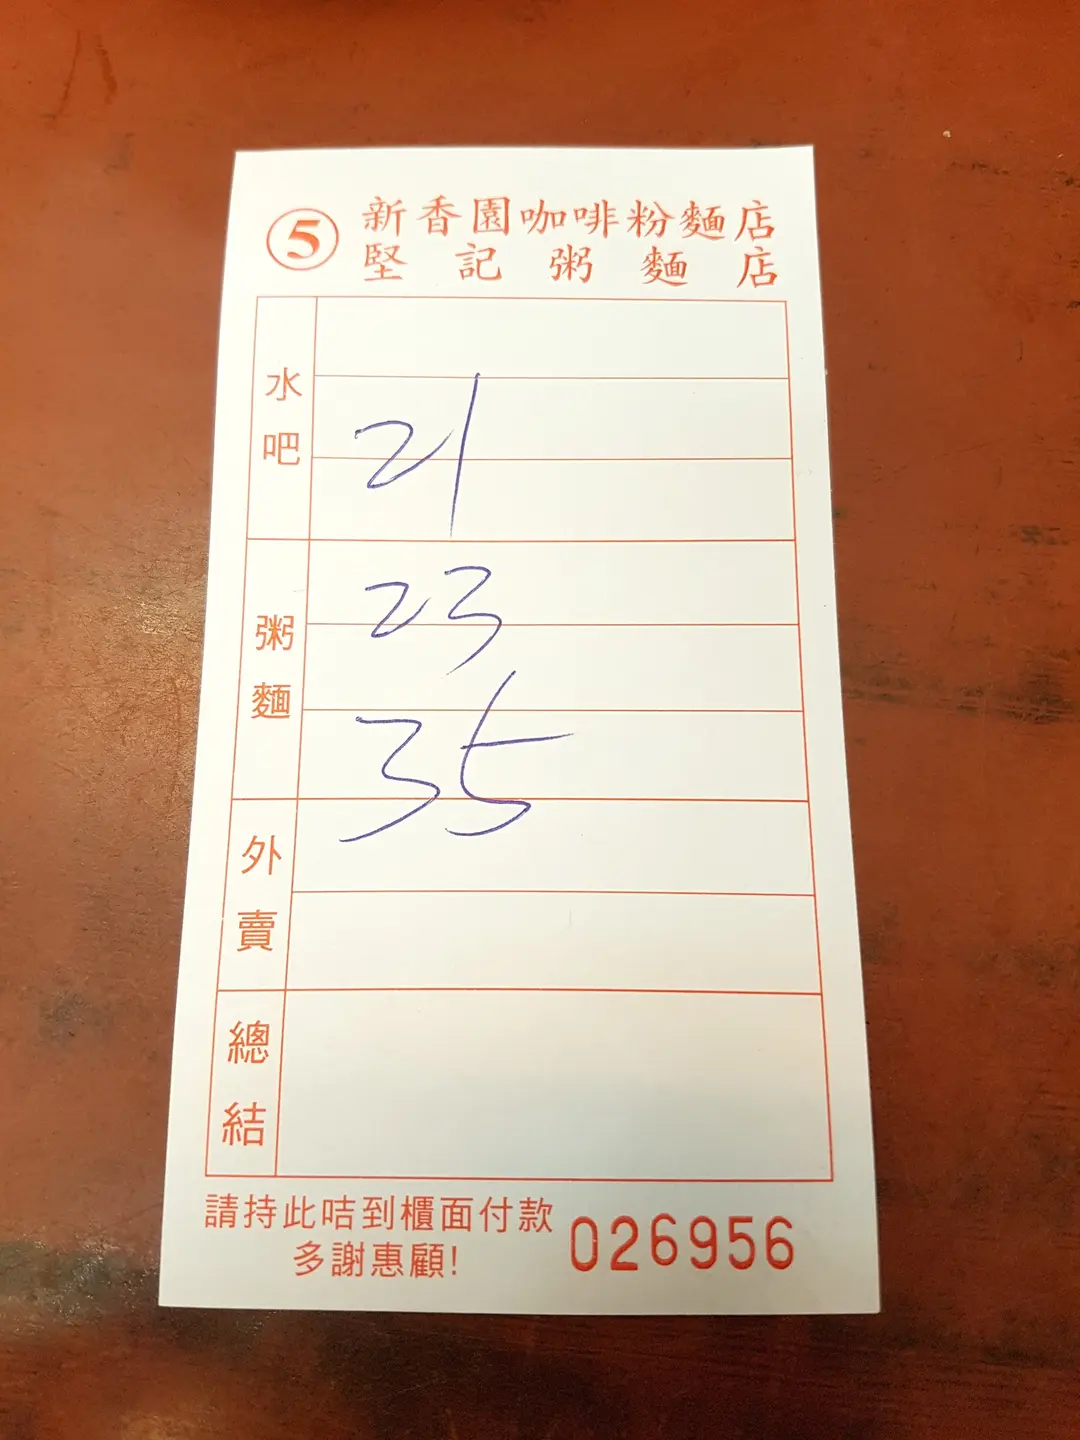 ⑤ 新香園咖啡粉麵店
堅記粥麵店
水吧
21
粥麵
23
35
外賣
總結
請持此咭到櫃面付款
多謝惠顧!
026956